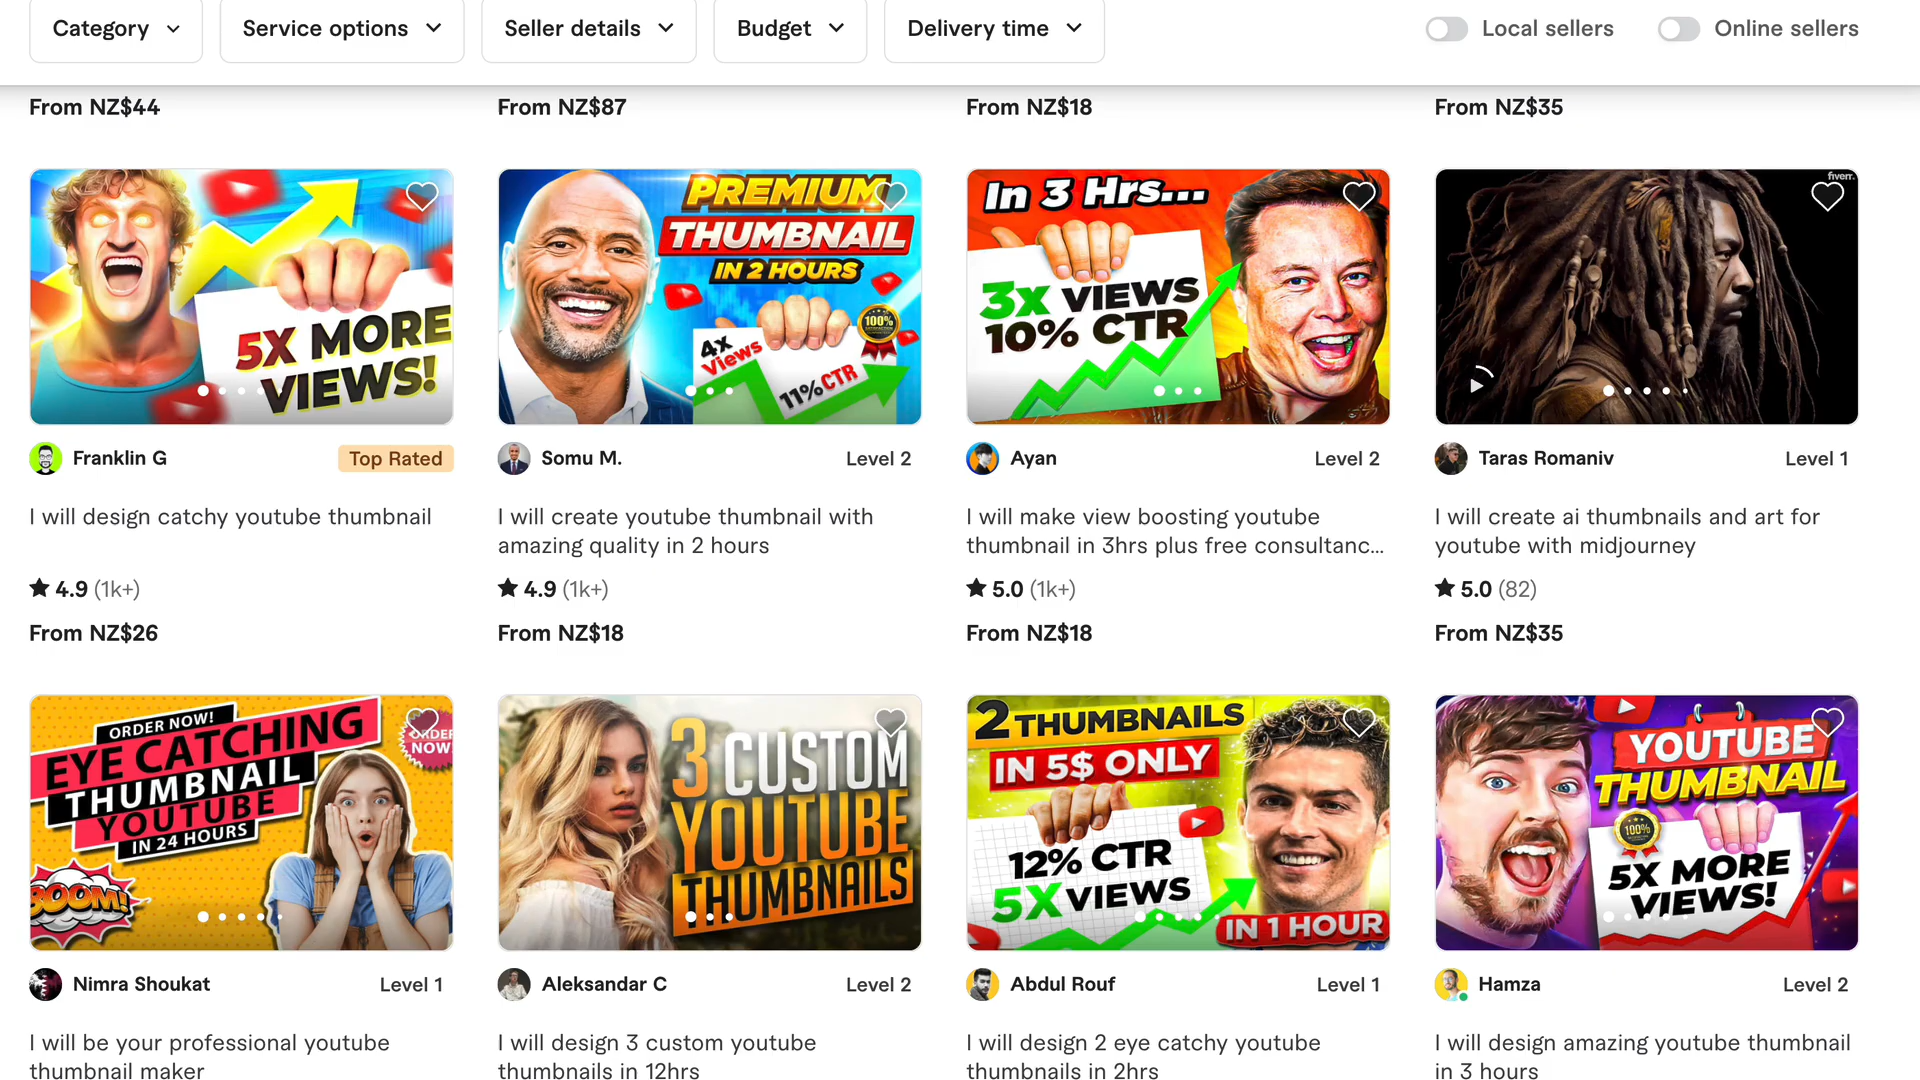 Category
Service options
Seller details
Budget
Delivery time
Local sellers
Online sellers
From NZ$44
From NZ$87
From NZ$18
From NZ$35
5X MORE
VIEWS!
PREMIUM
THUMBNAIL
IN 2 HOURS
100%
4x
Views
11% CTR
In 3 Hrs...
3X VIEWS
10% CTR
fiverr.
Franklin G
Top Rated
Somu M.
Level 2
Ayan
Level 2
Taras Romaniv
Level 1
I will design catchy youtube thumbnail
I will create youtube thumbnail with
amazing quality in 2 hours
I will make view boosting youtube
thumbnail in 3hrs plus free consultanc...
I will create ai thumbnails and art for
youtube with midjourney
4.9 (1k+)
4.9 (1k+)
5.0 (1k+)
5.0 (82)
From NZ$26
From NZ$18
From NZ$18
From NZ$35
ORDER NOW!
EYE CATCHING
THUMBNAIL
YOUTUBE
IN 24 HOURS
ORDER
NOW!
BOOM!
3 CUSTOM
YOUTUBE
THUMBNAILS
2 THUMBNAILS
IN 5$ ONLY
12% CTR
5X VIEWS
IN 1 HOUR
YOUTUBE
THUMBNAIL
100%
5X MORE
VIEWS!
Nimra Shoukat
Level 1
Aleksandar C
Level 2
Abdul Rouf
Level 1
Hamza
Level 2
I will be your professional youtube
thumbnail maker
I will design 3 custom youtube
thumbnails in 12hrs
I will design 2 eye catchy youtube
thumbnails in 2hrs
I will design amazing youtube thumbnail
in 3 hours